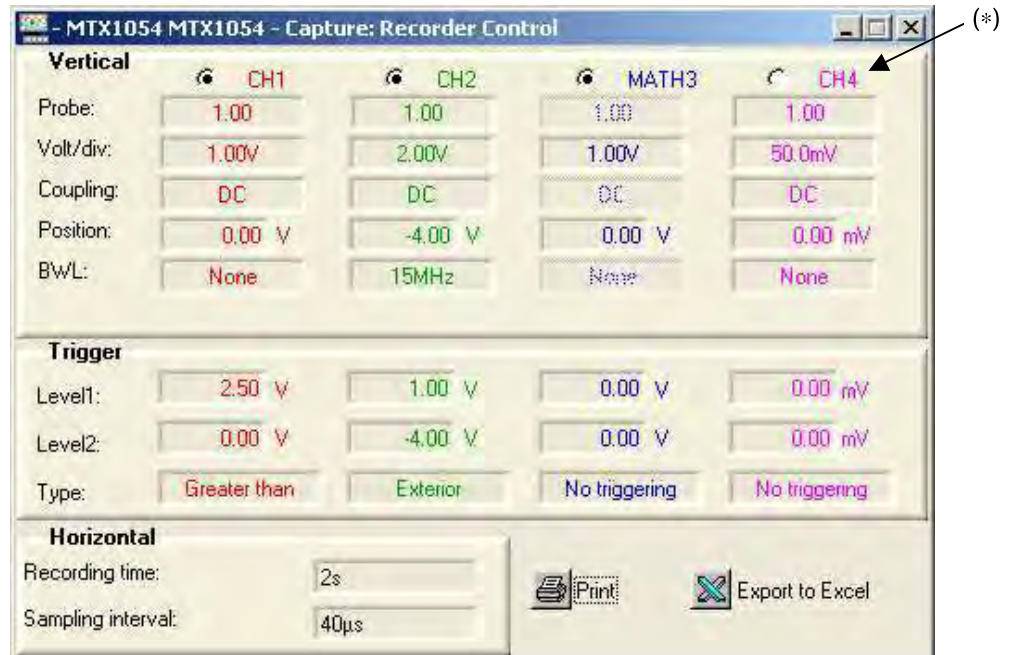 - MTX1054 MTX1054 - Capture: Recorder Control
(*)
Vertical
CH1 CH2 MATH3 CH4
Probe: 1.00 1.00 1.00 1.00
Volt/div: 1.00V 2.00V 1.00V 50.0mV
Coupling: DC DC DC DC
Position: 0.00 V -4.00 V 0.00 V 0.00 mV
BWL: None 15MHz None None
Trigger
Level1: 2.50 V 1.00 V 0.00 V 0.00 mV
Level2: 0.00 V -4.00 V 0.00 V 0.00 mV
Type: Greater than Exterior No triggering No triggering
Horizontal
Recording time: 2s
Print Export to Excel
Sampling interval: 40µs